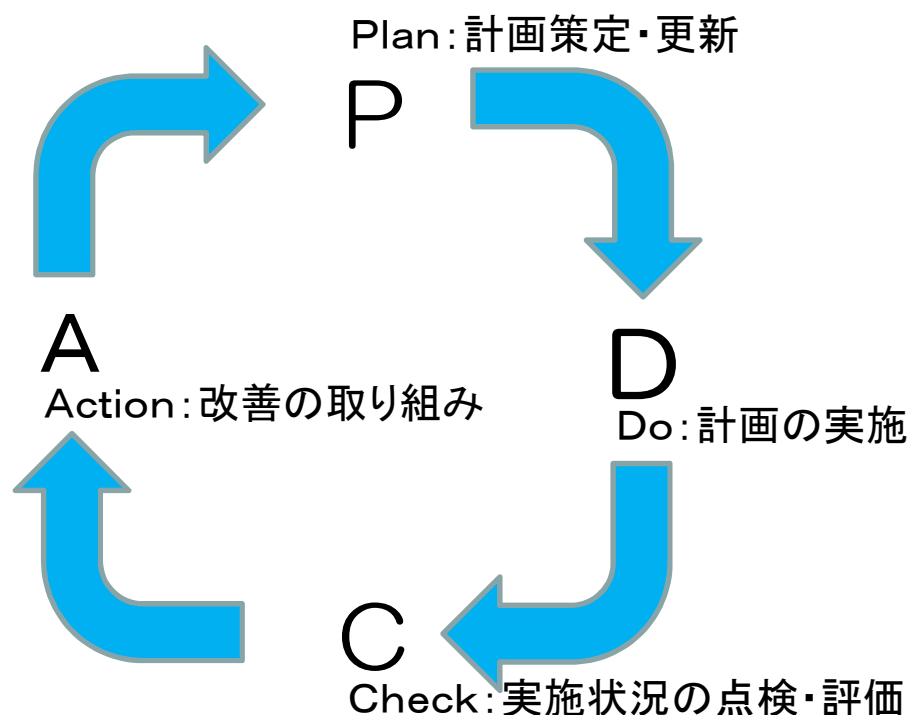 Plan：計画策定・更新
P
D
Do：計画の実施
C
Check：実施状況の点検・評価
A
Action：改善の取り組み